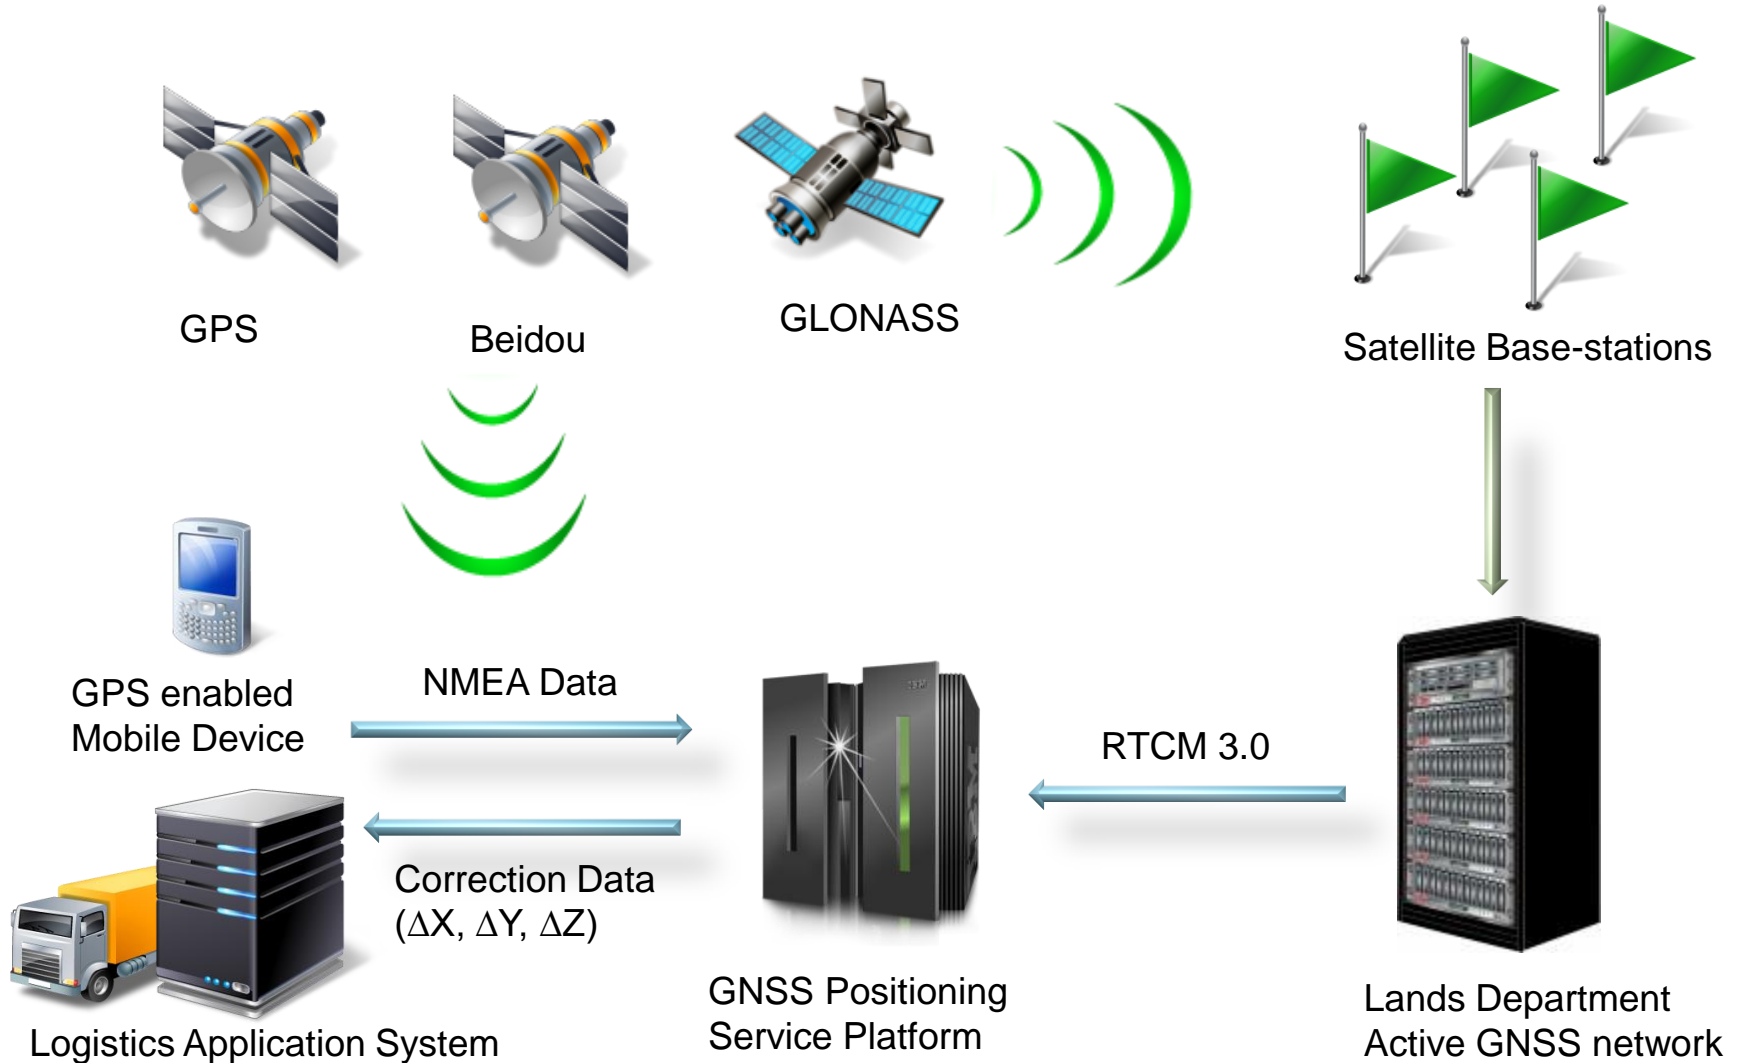 GPS
Beidou
GLONASS
Satellite Base-stations
GPS enabled
Mobile Device
NMEA Data
RTCM 3.0
Correction Data
(ΔX, ΔY, ΔZ)
Logistics Application System
GNSS Positioning
Service Platform
Lands Department
Active GNSS network